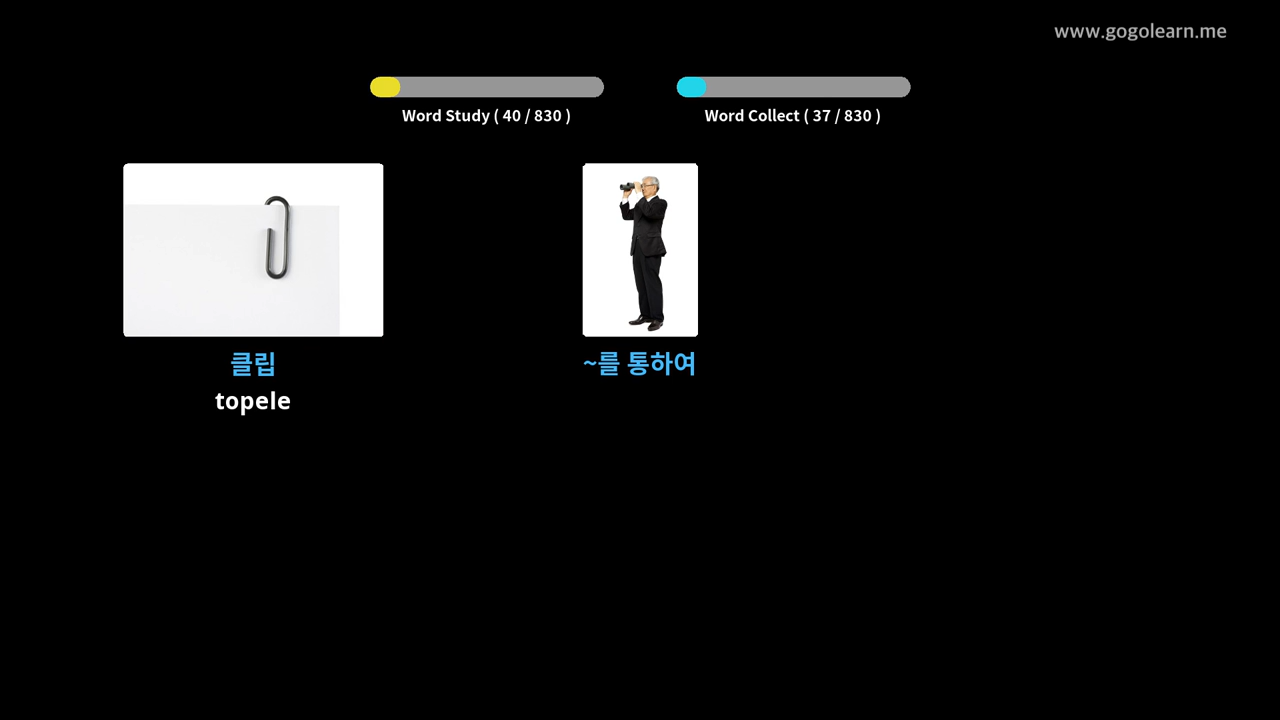 www.gogolearn.me
Word Study ( 40 / 830 )
Word Collect ( 37 / 830 )
클립
~를 통하여
topele